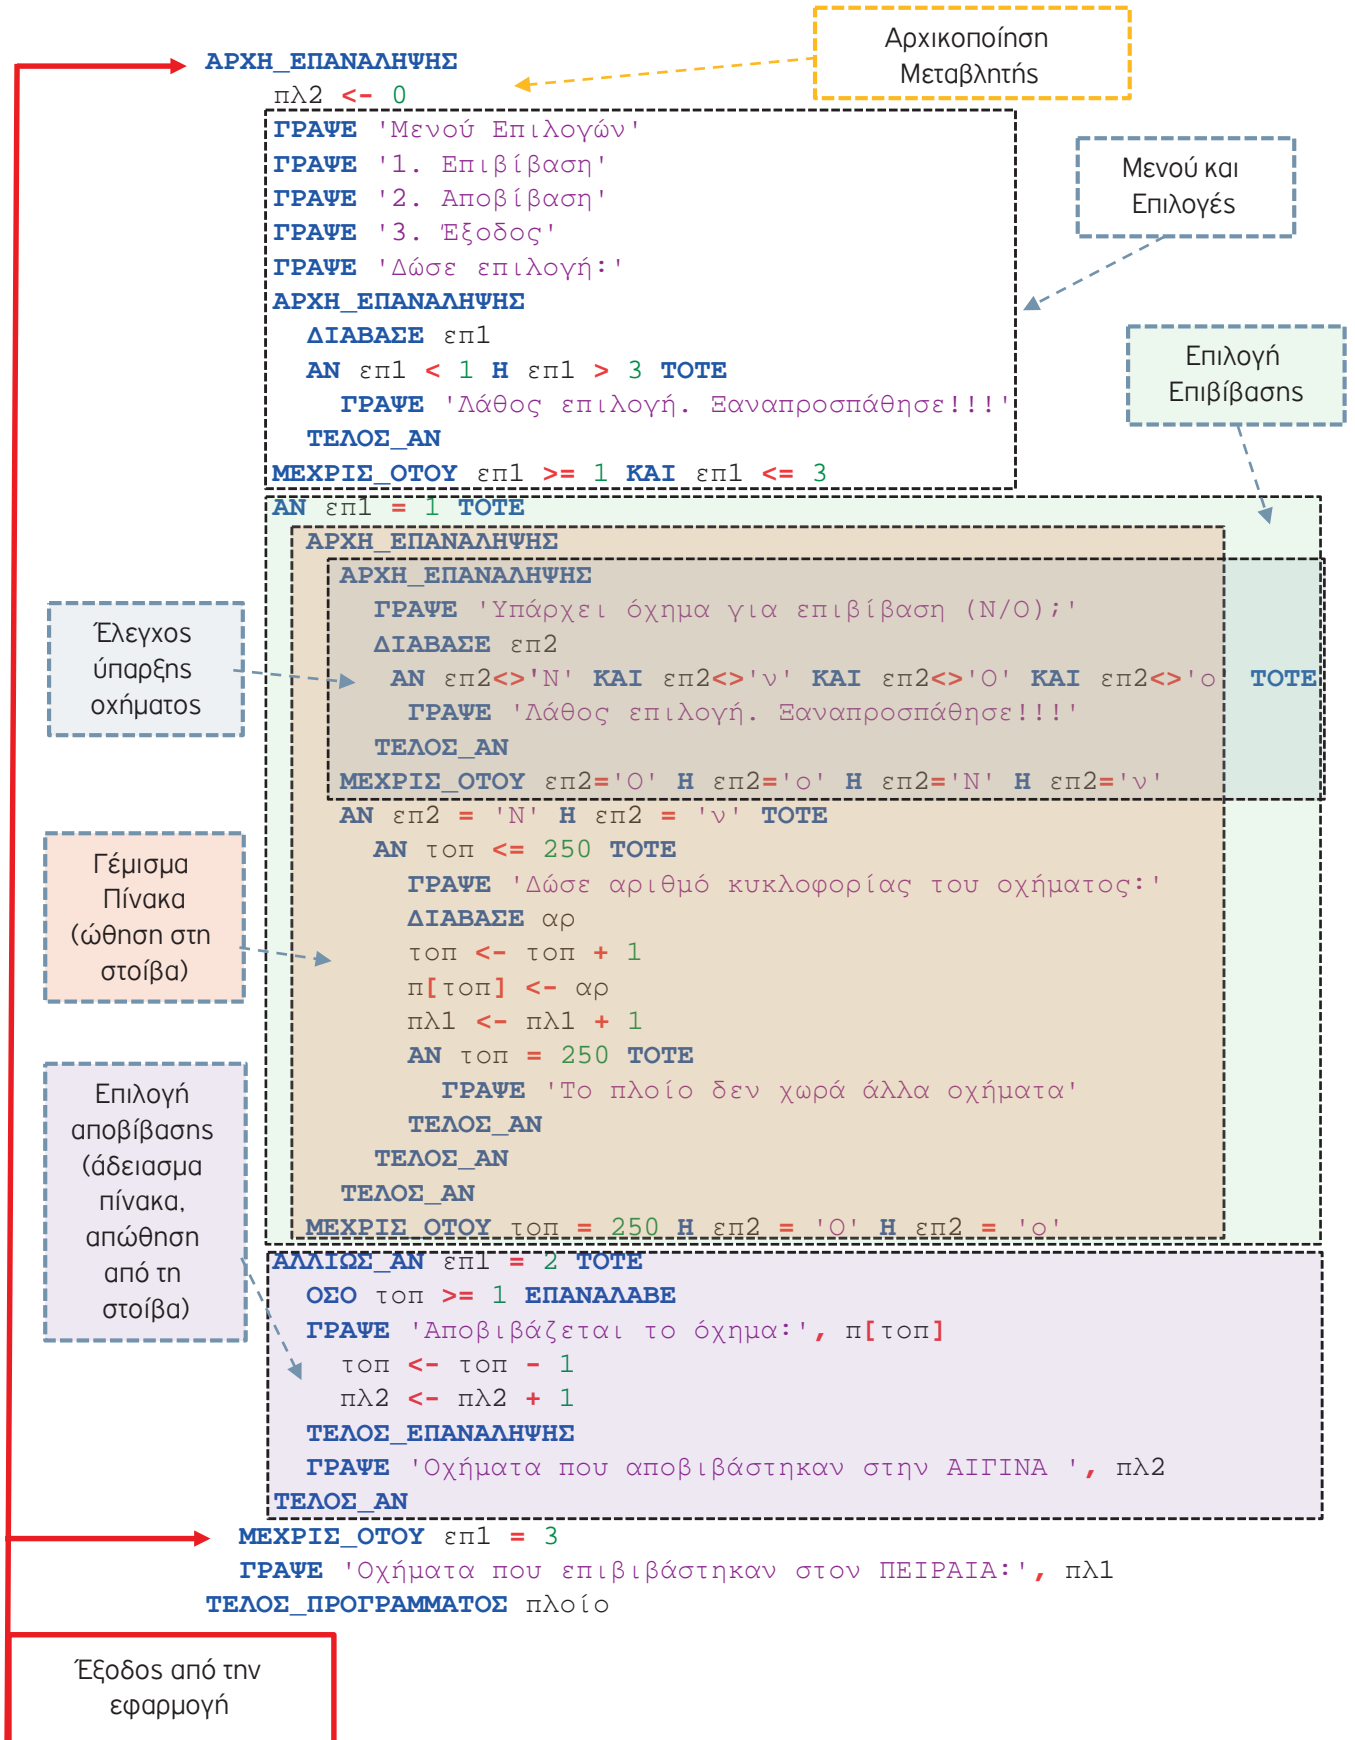 Αρχικοποίηση
Μεταβλητής
ΑΡΧΗ_ΕΠΑΝΑΛΗΨΗΣ
πλ2 <- 0
ΓΡΑΨΕ 'Μενού Επιλογών'
ΓΡΑΨΕ '1. Επιβίβαση'
ΓΡΑΨΕ '2. Αποβίβαση'
ΓΡΑΨΕ '3. Έξοδος'
ΓΡΑΨΕ 'Δώσε επιλογή:'
ΑΡΧΗ_ΕΠΑΝΑΛΗΨΗΣ
ΔΙΑΒΑΣΕ επ1
ΑΝ επ1 < 1 Η επ1 > 3 ΤΟΤΕ
ΓΡΑΨΕ 'Λάθος επιλογή. Ξαναπροσπάθησε!!!'
ΤΕΛΟΣ_ΑΝ
ΜΕΧΡΙΣ_ΟΤΟΥ επ1 >= 1 ΚΑΙ επ1 <= 3
Μενού και
Επιλογές
Επιλογή
Επιβίβασης
ΑΝ επ1 = 1 ΤΟΤΕ
ΑΡΧΗ_ΕΠΑΝΑΛΗΨΗΣ
ΑΡΧΗ_ΕΠΑΝΑΛΗΨΗΣ
ΓΡΑΨΕ 'Υπάρχει όχημα για επιβίβαση (Ν/Ο);'
ΔΙΑΒΑΣΕ επ2
ΑΝ επ2<>'Ν' ΚΑΙ επ2<>'ν' ΚΑΙ επ2<>'Ο' ΚΑΙ επ2<>'ο ΤΟΤΕ
ΓΡΑΨΕ 'Λάθος επιλογή. Ξαναπροσπάθησε!!!'
ΤΕΛΟΣ_ΑΝ
ΜΕΧΡΙΣ_ΟΤΟΥ επ2='Ο' Η επ2='ο' Η επ2='Ν' Η επ2='ν'
Έλεγχος
ύπαρξης
οχήματος
ΑΝ επ2 = 'Ν' Η επ2 = 'ν' ΤΟΤΕ
ΑΝ τοπ <= 250 ΤΟΤΕ
ΓΡΑΨΕ 'Δώσε αριθμό κυκλοφορίας του οχήματος:'
ΔΙΑΒΑΣΕ αρ
τοπ <- τοπ + 1
π[τοπ] <- αρ
πλ1 <- πλ1 + 1
ΑΝ τοπ = 250 ΤΟΤΕ
ΓΡΑΨΕ 'Το πλοίο δεν χωρά άλλα οχήματα'
ΤΕΛΟΣ_ΑΝ
ΤΕΛΟΣ_ΑΝ
ΤΕΛΟΣ_ΑΝ
ΜΕΧΡΙΣ_ΟΤΟΥ τοπ = 250 Η επ2 = 'Ο' Η επ2 = 'ο'
Γέμισμα
Πίνακα
(ώθηση στη
στοίβα)
Επιλογή
αποβίβασης
(άδειασμα
πίνακα,
απώθηση
από τη
στοίβα)
ΑΛΛΙΩΣ_ΑΝ επ1 = 2 ΤΟΤΕ
ΟΣΟ τοπ >= 1 ΕΠΑΝΑΛΑΒΕ
ΓΡΑΨΕ 'Αποβιβάζεται το όχημα:', π[τοπ]
τοπ <- τοπ - 1
πλ2 <- πλ2 + 1
ΤΕΛΟΣ_ΕΠΑΝΑΛΗΨΗΣ
ΓΡΑΨΕ 'Οχήματα που αποβιβάστηκαν στην ΑΙΓΙΝΑ ', πλ2
ΤΕΛΟΣ_ΑΝ
ΜΕΧΡΙΣ_ΟΤΟΥ επ1 = 3
ΓΡΑΨΕ 'Οχήματα που επιβιβάστηκαν στον ΠΕΙΡΑΙΑ:', πλ1
ΤΕΛΟΣ_ΠΡΟΓΡΑΜΜΑΤΟΣ πλοίο
Έξοδος από την
εφαρμογή